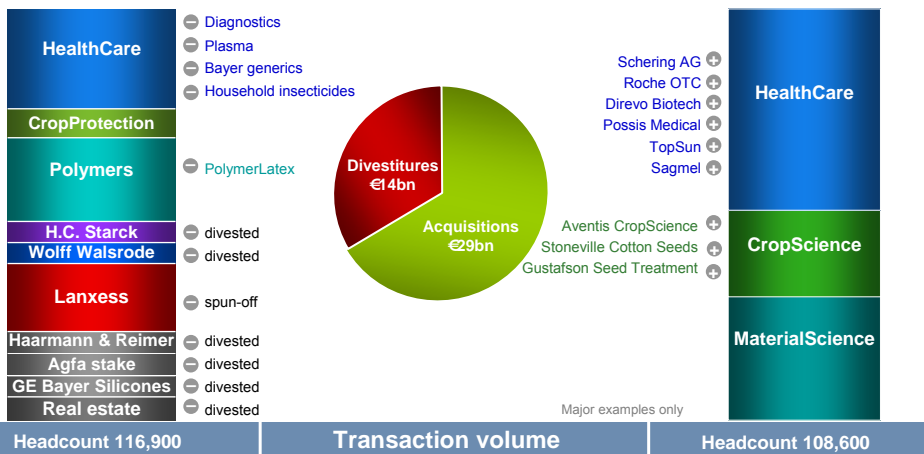 HealthCare
Diagnostics
Plasma
Bayer generics
Household insecticides
CropProtection
Polymers
PolymerLatex
H.C. Starck
divested
Wolff Walsrode
divested
Lanxess
spun-off
Haarmann & Reimer
divested
Agfa stake
divested
GE Bayer Silicones
divested
Real estate
divested
Divestitures
€14bn
Acquisitions
€29bn
Schering AG
Roche OTC
Direvo Biotech
Possis Medical
TopSun
Sagmel
HealthCare
Aventis CropScience
Stoneville Cotton Seeds
Gustafson Seed Treatment
CropScience
MaterialScience
Major examples only
Headcount 116,900
Transaction volume
Headcount 108,600